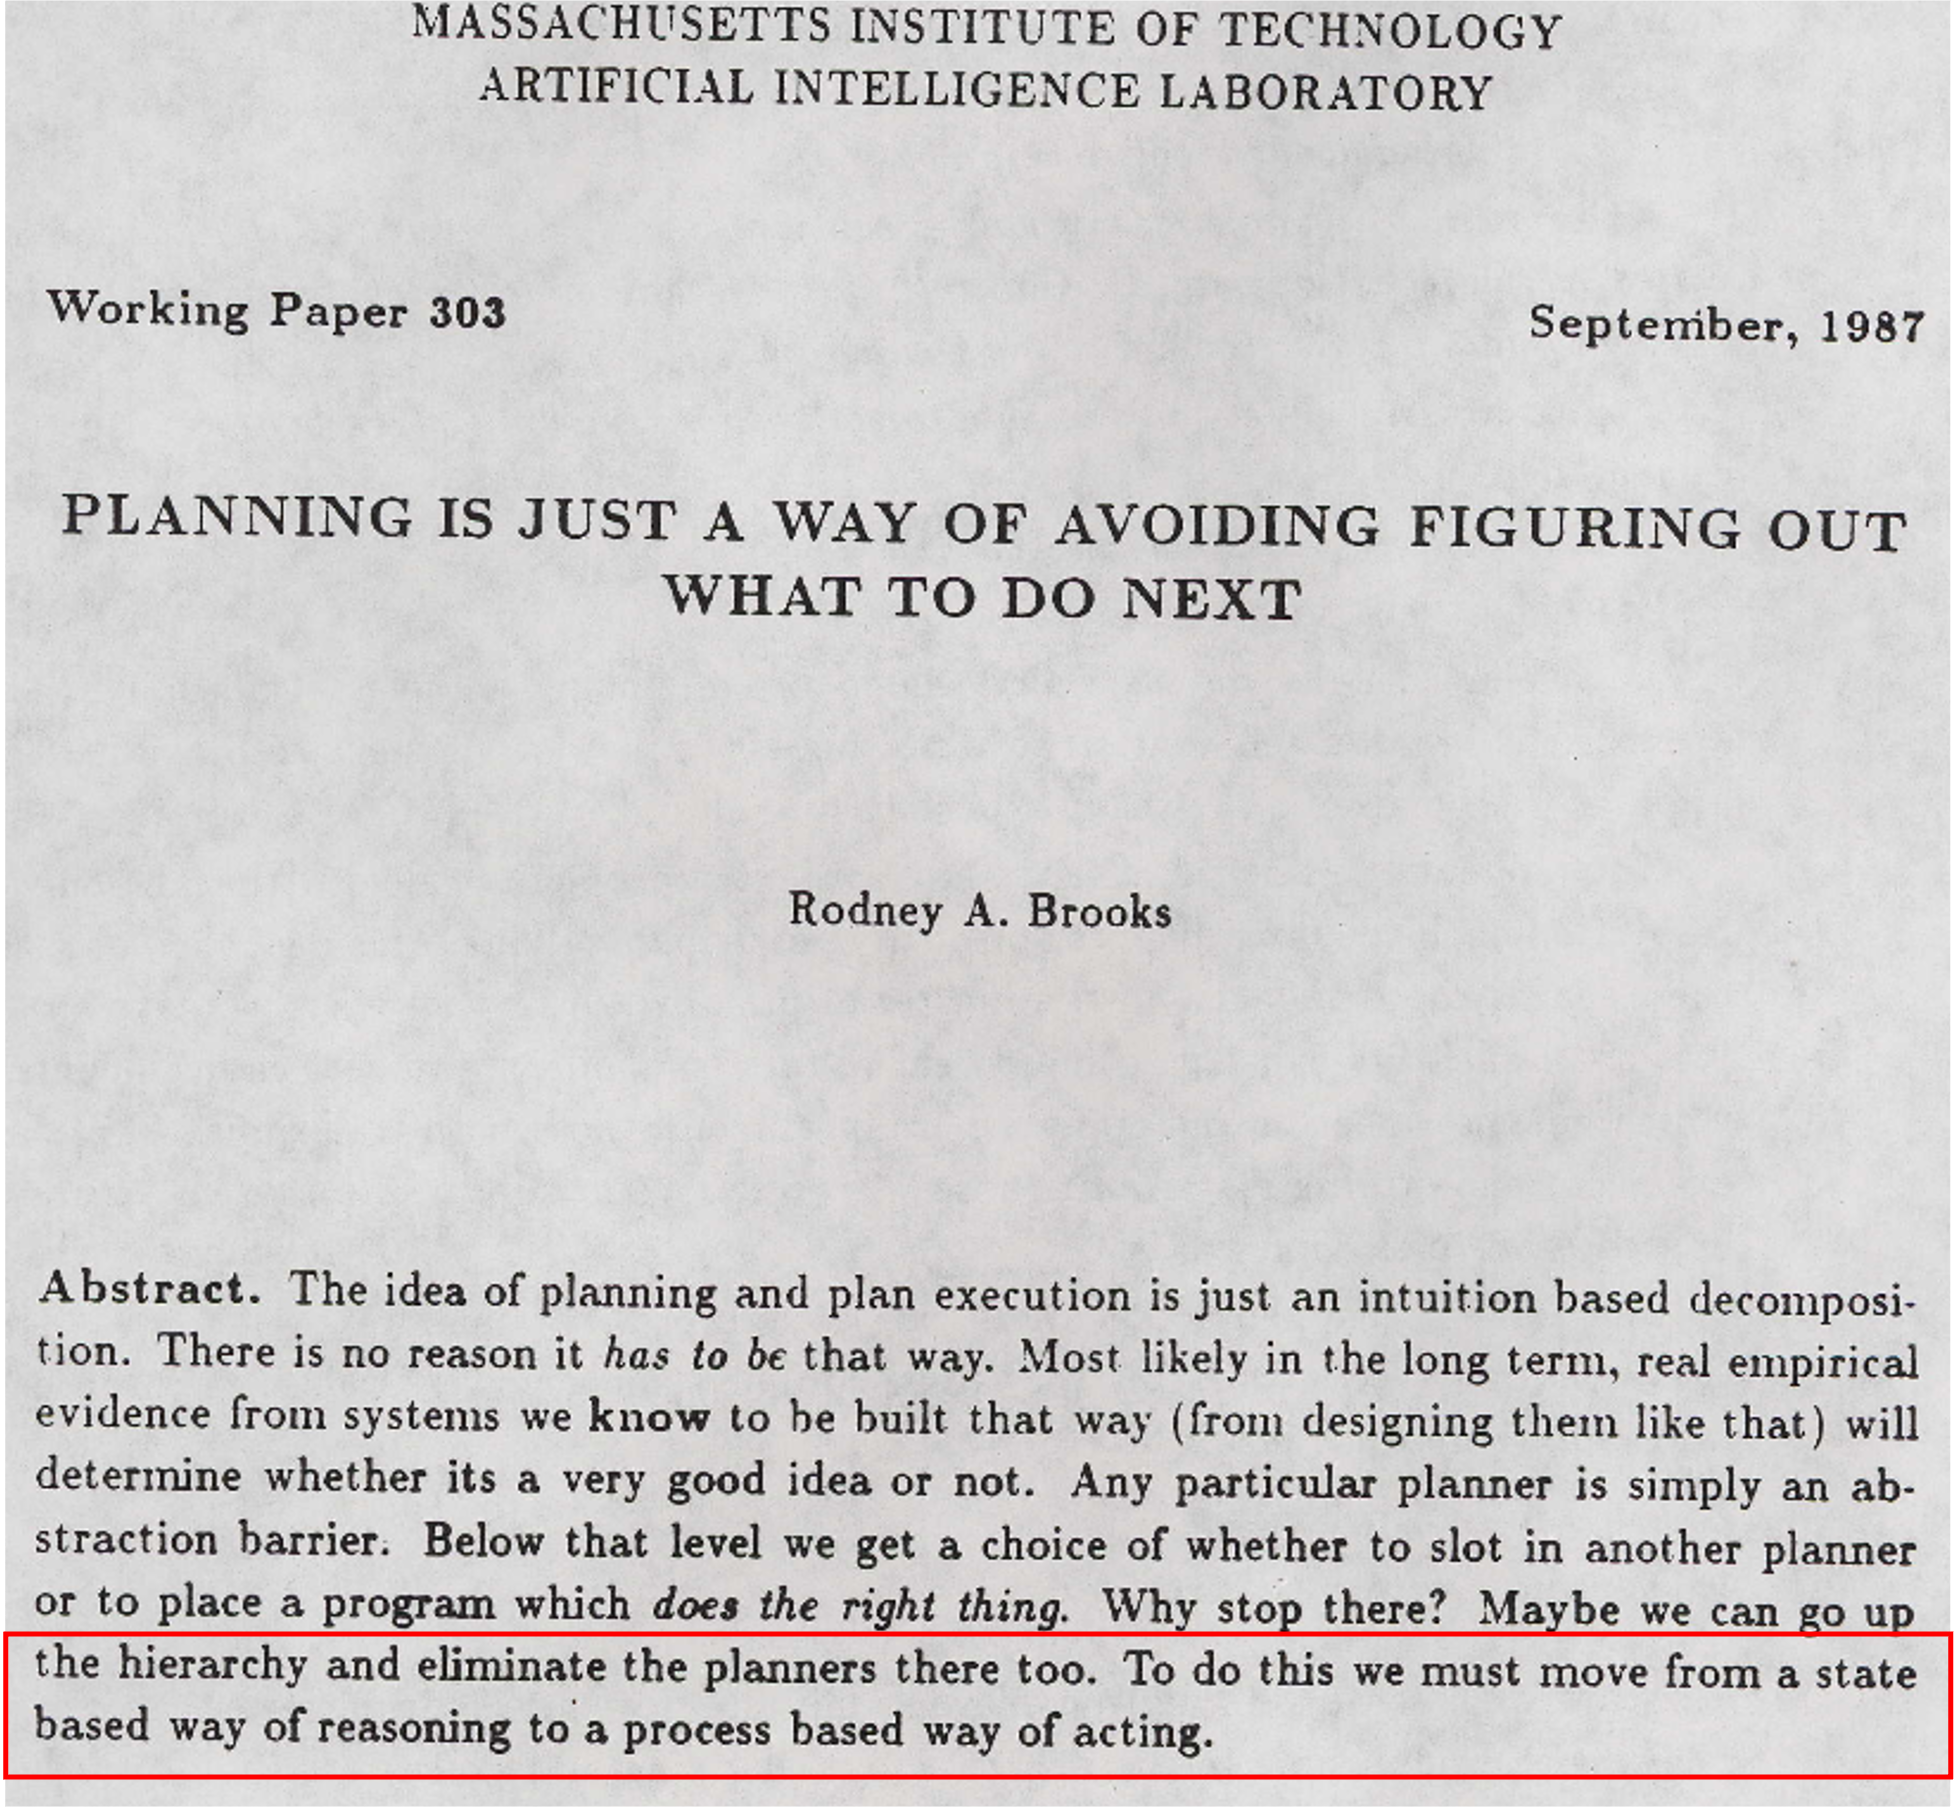 MASSACHUSETTS INSTITUTE OF TECHNOLOGY
ARTIFICIAL INTELLIGENCE LABORATORY
Working Paper 303
September, 1987
PLANNING IS JUST A WAY OF AVOIDING FIGURING OUT
WHAT TO DO NEXT
Rodney A. Brooks
Abstract. The idea of planning and plan execution is just an intuition based decomposi-
tion. There is no reason it has to be that way. Most likely in the long term, real empirical
evidence from systems we know to be built that way (from designing them like that) will
determine whether its a very good idea or not. Any particular planner is simply an ab-
straction barrier. Below that level we get a choice of whether to slot in another planner
or to place a program which does the right thing. Why stop there? Maybe we can go up
the hierarchy and eliminate the planners there too. To do this we must move from a state
based way of reasoning to a process based way of acting.